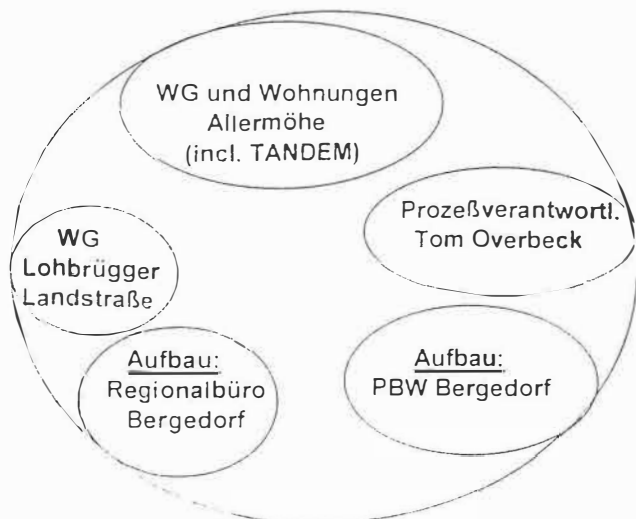 WG und Wohnungen
Allermöhe
(incl. TANDEM)
Prozeßverantwortl.
Tom Overbeck
WG
Lohbrügger
Landstraße
Aufbau:
Regionalbüro
Bergedorf
Aufbau:
PBW Bergedorf